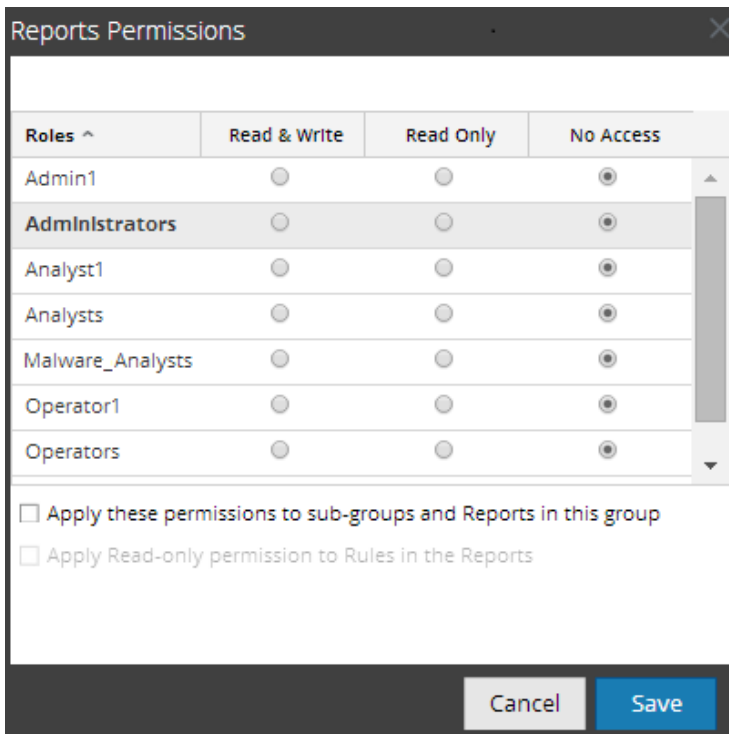 Reports Permissions
Roles Read & Write Read Only No Access
Admin1
Administrators
Analyst1
Analysts
Malware_Analysts
Operator1
Operators
Apply these permissions to sub-groups and Reports in this group
Apply Read-only permission to Rules in the Reports
Cancel Save